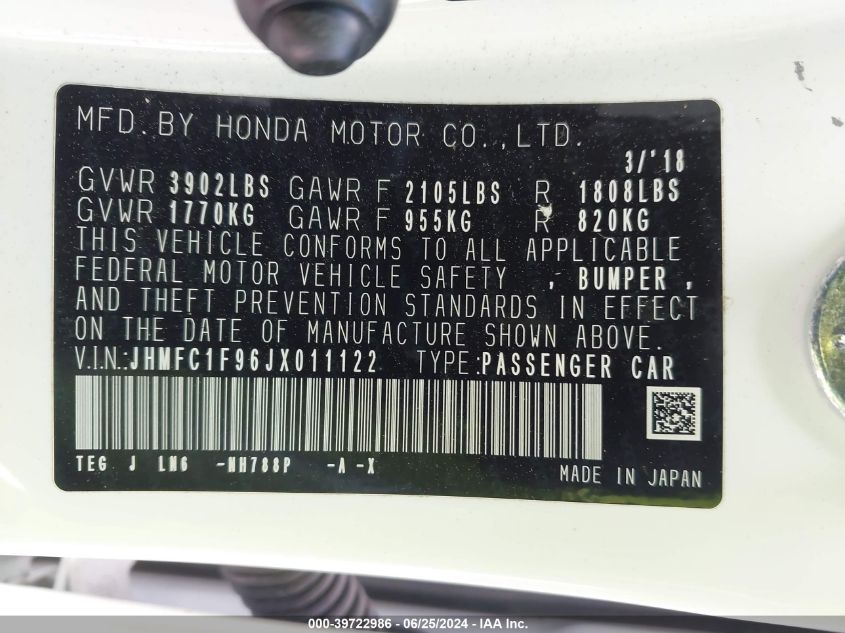 MFD. BY HONDA MOTOR CO., LTD.
3/'18
GVWR 3902LBS GAWR F 2105LBS R 1808LBS
GVWR 1770KG GAWR F 955KG R 820KG
THIS VEHICLE CONFORMS TO ALL APPLICABLE
FEDERAL MOTOR VEHICLE SAFETY , BUMPER ,
AND THEFT PREVENTION STANDARDS IN EFFECT
ON THE DATE OF MANUFACTURE SHOWN ABOVE.
V.I.N.:JHMFC1F96JX011122 TYPE:PASSENGER CAR
TEG J LM6 -NH788P -A -X
MADE IN JAPAN
000-39722986 - 06/25/2024 - IAA Inc.